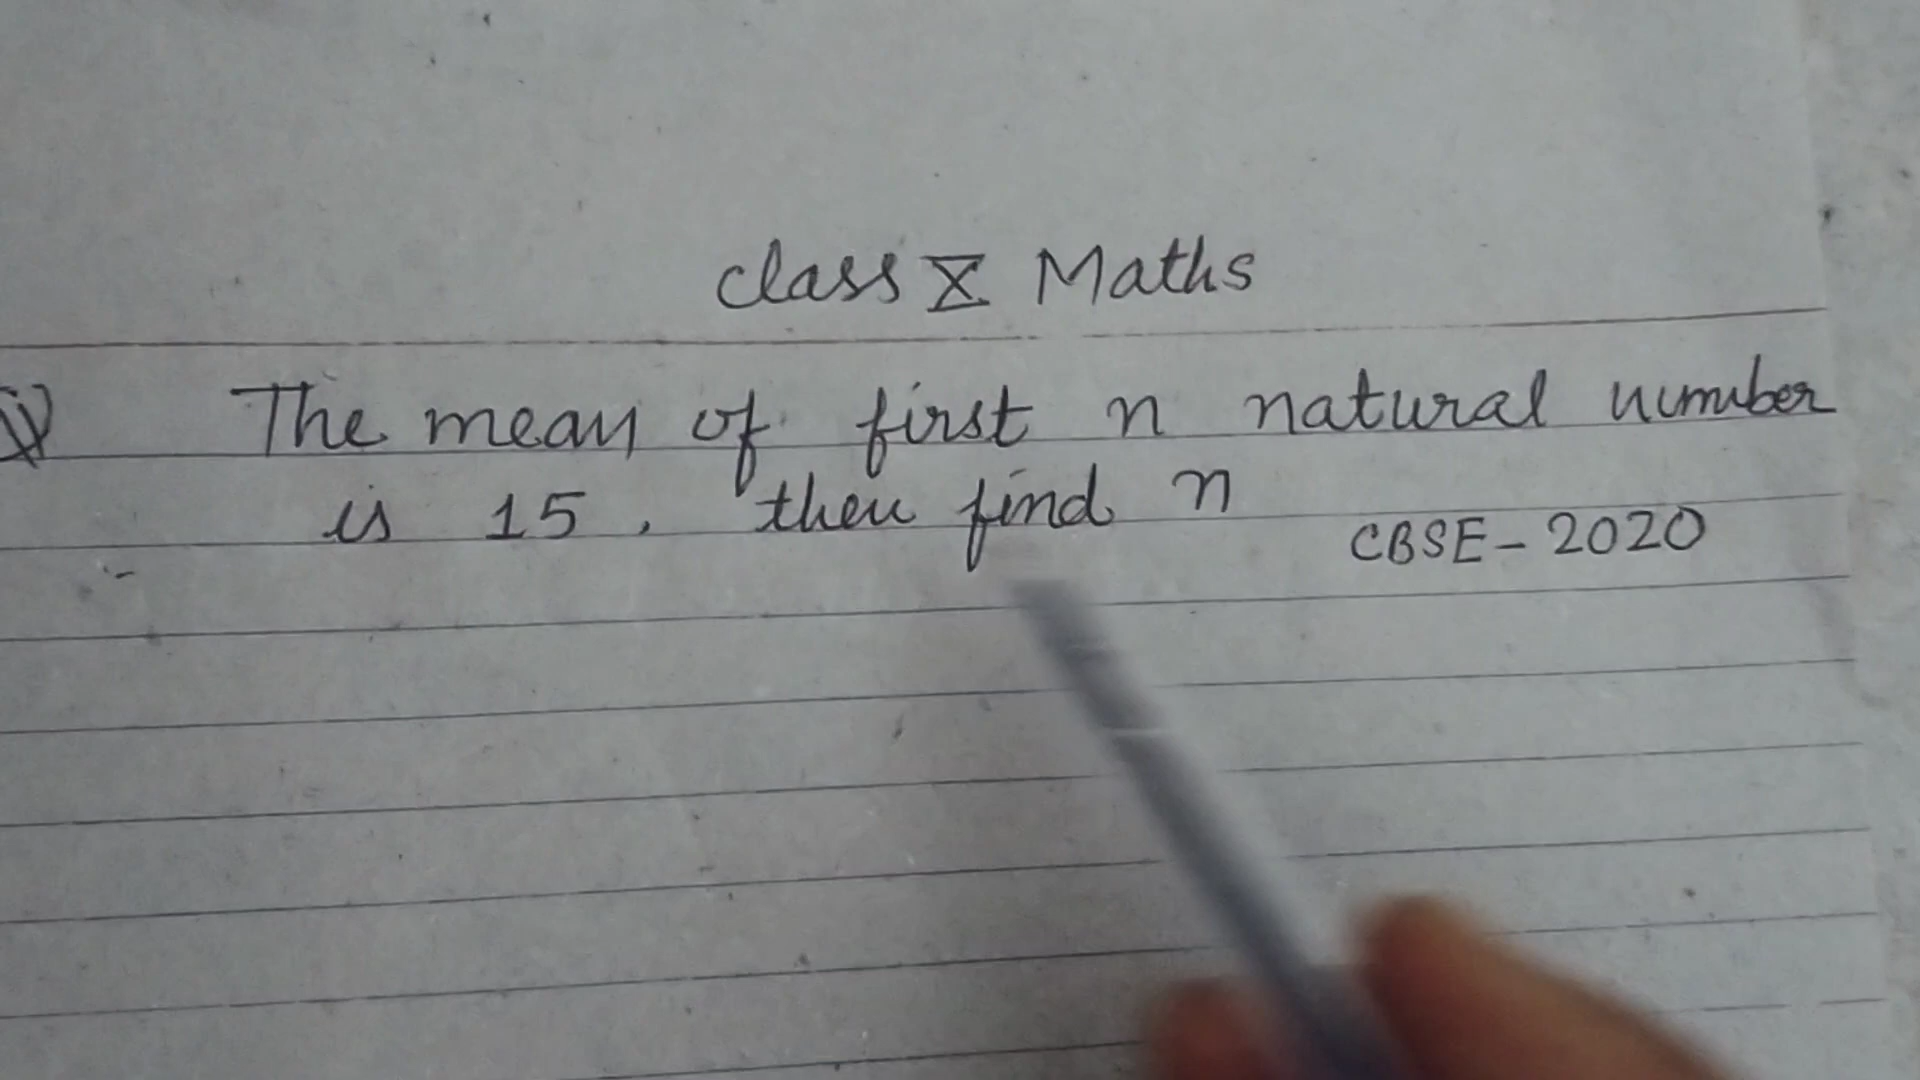 class X Maths
Q The mean of first n natural number
is 15, then find n
CBSE-2020